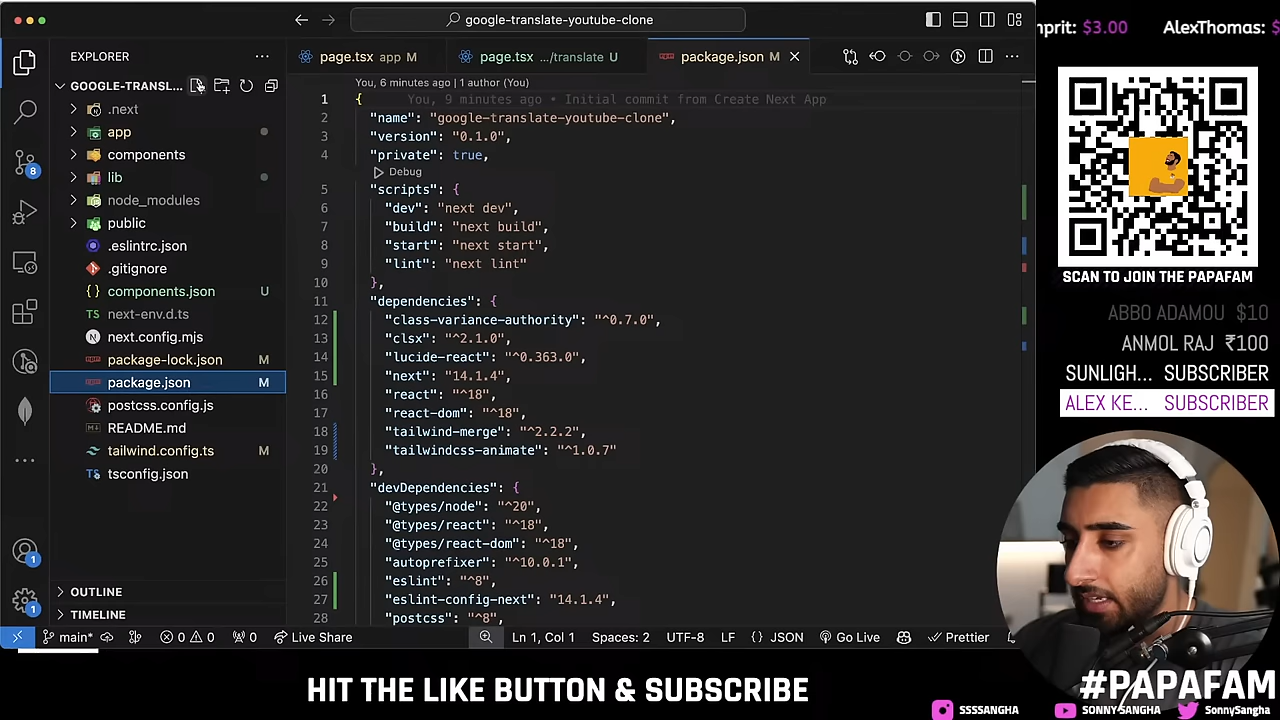 google-translate-youtube-clone
nprit: $3.00 AlexThomas: $
EXPLORER
page.tsx app M
page.tsx .../translate U
package.json M
GOOGLE-TRANSL...
.next
app
components
lib
node_modules
public
.eslintrc.json
.gitignore
components.json U
next-env.d.ts
next.config.mjs
package-lock.json M
package.json M
postcss.config.js
README.md
tailwind.config.ts M
tsconfig.json
OUTLINE
TIMELINE
8
1
1
You, 6 minutes ago | 1 author (You)
1 { You, 9 minutes ago • Initial commit from Create Next App
2 "name": "google-translate-youtube-clone",
3 "version": "0.1.0",
4 "private": true,
Debug
5 "scripts": {
6 "dev": "next dev",
7 "build": "next build",
8 "start": "next start",
9 "lint": "next lint"
10 },
11 "dependencies": {
12 "class-variance-authority": "^0.7.0",
13 "clsx": "^2.1.0",
14 "lucide-react": "^0.363.0",
15 "next": "14.1.4",
16 "react": "^18",
17 "react-dom": "^18",
18 "tailwind-merge": "^2.2.2",
19 "tailwindcss-animate": "^1.0.7"
20 },
21 "devDependencies": {
22 "@types/node": "^20",
23 "@types/react": "^18",
24 "@types/react-dom": "^18",
25 "autoprefixer": "^10.0.1",
26 "eslint": "^8",
27 "eslint-config-next": "14.1.4",
28 "postcss": "^8",
main* 0 0 0 Live Share Ln 1, Col 1 Spaces: 2 UTF-8 LF {} JSON Go Live Prettier
SCAN TO JOIN THE PAPAFAM
ABBO ADAMOU $10
ANMOL RAJ ₹100
SUNLIGH... SUBSCRIBER
ALEX KE... SUBSCRIBER
HIT THE LIKE BUTTON & SUBSCRIBE
#PAPAFAM
SSSSANGHA SONNY SANGHA SonnySangha